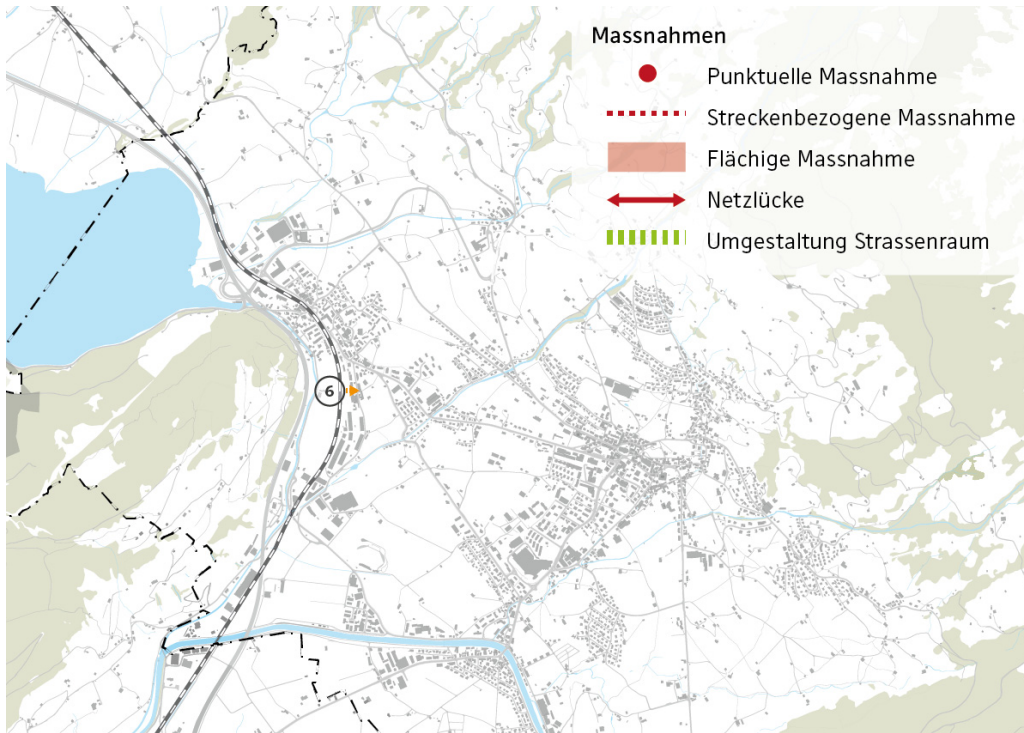 Massnahmen
Punktuelle Massnahme
Streckenbezogene Massnahme
Flächige Massnahme
Netzlücke
Umgestaltung Strassenraum
6